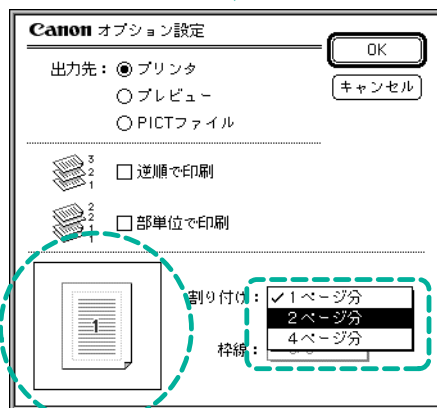 Canon オプション設定
OK
出力先： プリンタ
キャンセル
プレビュー
PICTファイル
3
2
1
逆順で印刷
2
2
1
1
部単位で印刷
1
割り付け：✓1ページ分
2ページ分
4ページ分
枠線：